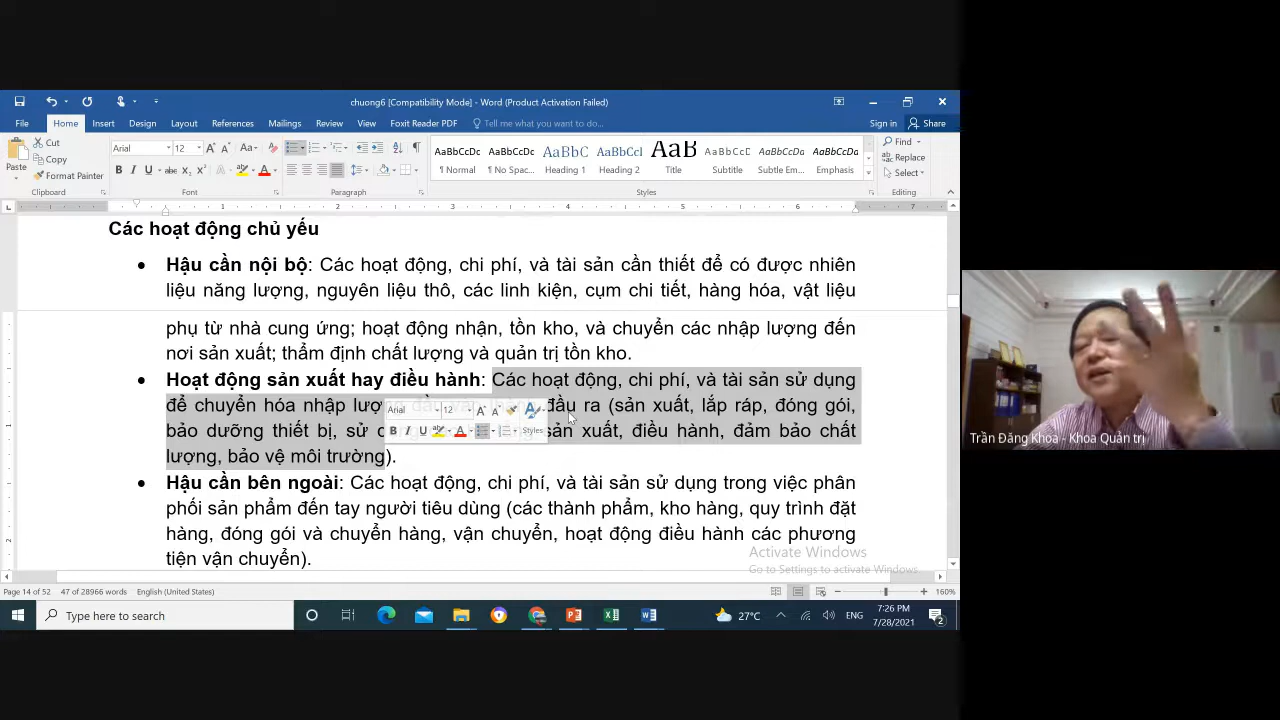 chuong6 [Compatibility Mode] - Word (Product Activation Failed)
File Home Insert Design Layout References Mailings Review View Foxit Reader PDF Tell me what you want to do... Sign in Share
Paste Cut Copy Format Painter
Arial 12
AaBbCcDc AaBbCcDc AaBbC AaBbCcI AaB AaBbCcD AaBbCcDa AaBbCcDa
¶ Normal ¶ No Spac... Heading 1 Heading 2 Title Subtitle Subtle Em... Emphasis
Find Replace Select
Clipboard Font Paragraph Styles Editing
Các hoạt động chủ yếu
• Hậu cần nội bộ: Các hoạt động, chi phí, và tài sản cần thiết để có được nhiên
liệu năng lượng, nguyên liệu thô, các linh kiện, cụm chi tiết, hàng hóa, vật liệu
phụ từ nhà cung ứng; hoạt động nhận, tồn kho, và chuyển các nhập lượng đến
nơi sản xuất; thẩm định chất lượng và quản trị tồn kho.
• Hoạt động sản xuất hay điều hành: Các hoạt động, chi phí, và tài sản sử dụng
để chuyển hóa nhập đầu ra (sản xuất, lắp ráp, đóng gói,
bảo dưỡng thiết bị, sử sản xuất, điều hành, đảm bảo chất
lượng, bảo vệ môi trường).
Arial 12
Styles
• Hậu cần bên ngoài: Các hoạt động, chi phí, và tài sản sử dụng trong việc phân
phối sản phẩm đến tay người tiêu dùng (các thành phẩm, kho hàng, quy trình đặt
hàng, đóng gói và chuyển hàng, vận chuyển, hoạt động điều hành các phương
tiện vận chuyển).
Activate Windows
Go to Settings to activate Windows.
Page 14 of 52 47 of 28966 words English (United States) 160%
Type here to search 27°C ENG 7:26 PM
7/28/2021
Trần Đăng Khoa - Khoa Quản trị